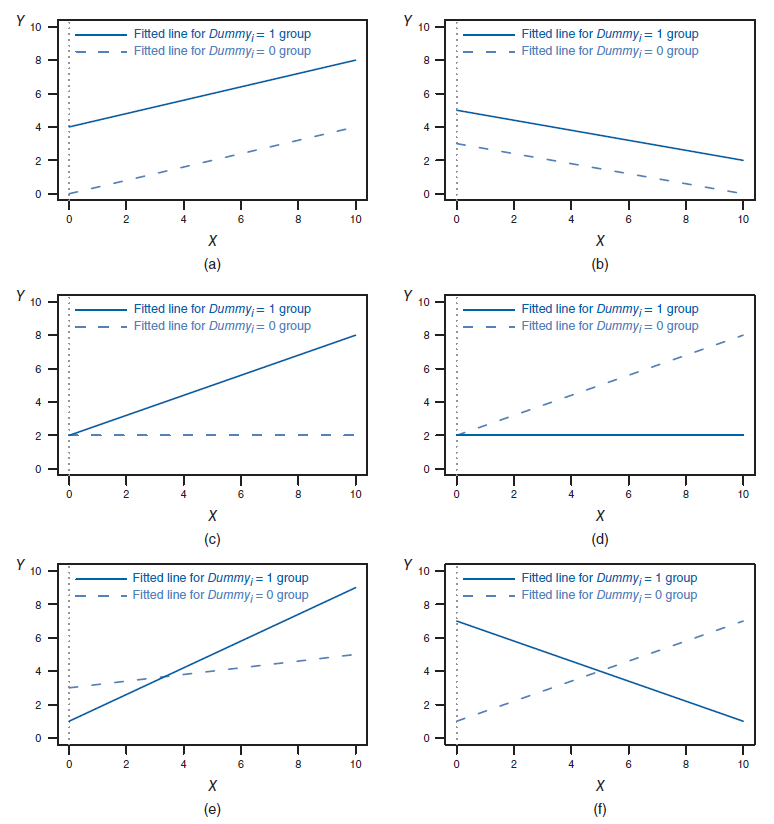 Y
10
8
6
4
2
0
Fitted line for Dummyi = 1 group
Fitted line for Dummyi = 0 group
0 2 4 6 8 10
X
(a)
Y
10
8
6
4
2
0
Fitted line for Dummyi = 1 group
Fitted line for Dummyi = 0 group
0 2 4 6 8 10
X
(b)
Y
10
8
6
4
2
0
Fitted line for Dummyi = 1 group
Fitted line for Dummyi = 0 group
0 2 4 6 8 10
X
(c)
Y
10
8
6
4
2
0
Fitted line for Dummyi = 1 group
Fitted line for Dummyi = 0 group
0 2 4 6 8 10
X
(d)
Y
10
8
6
4
2
0
Fitted line for Dummyi = 1 group
Fitted line for Dummyi = 0 group
0 2 4 6 8 10
X
(e)
Y
10
8
6
4
2
0
Fitted line for Dummyi = 1 group
Fitted line for Dummyi = 0 group
0 2 4 6 8 10
X
(f)